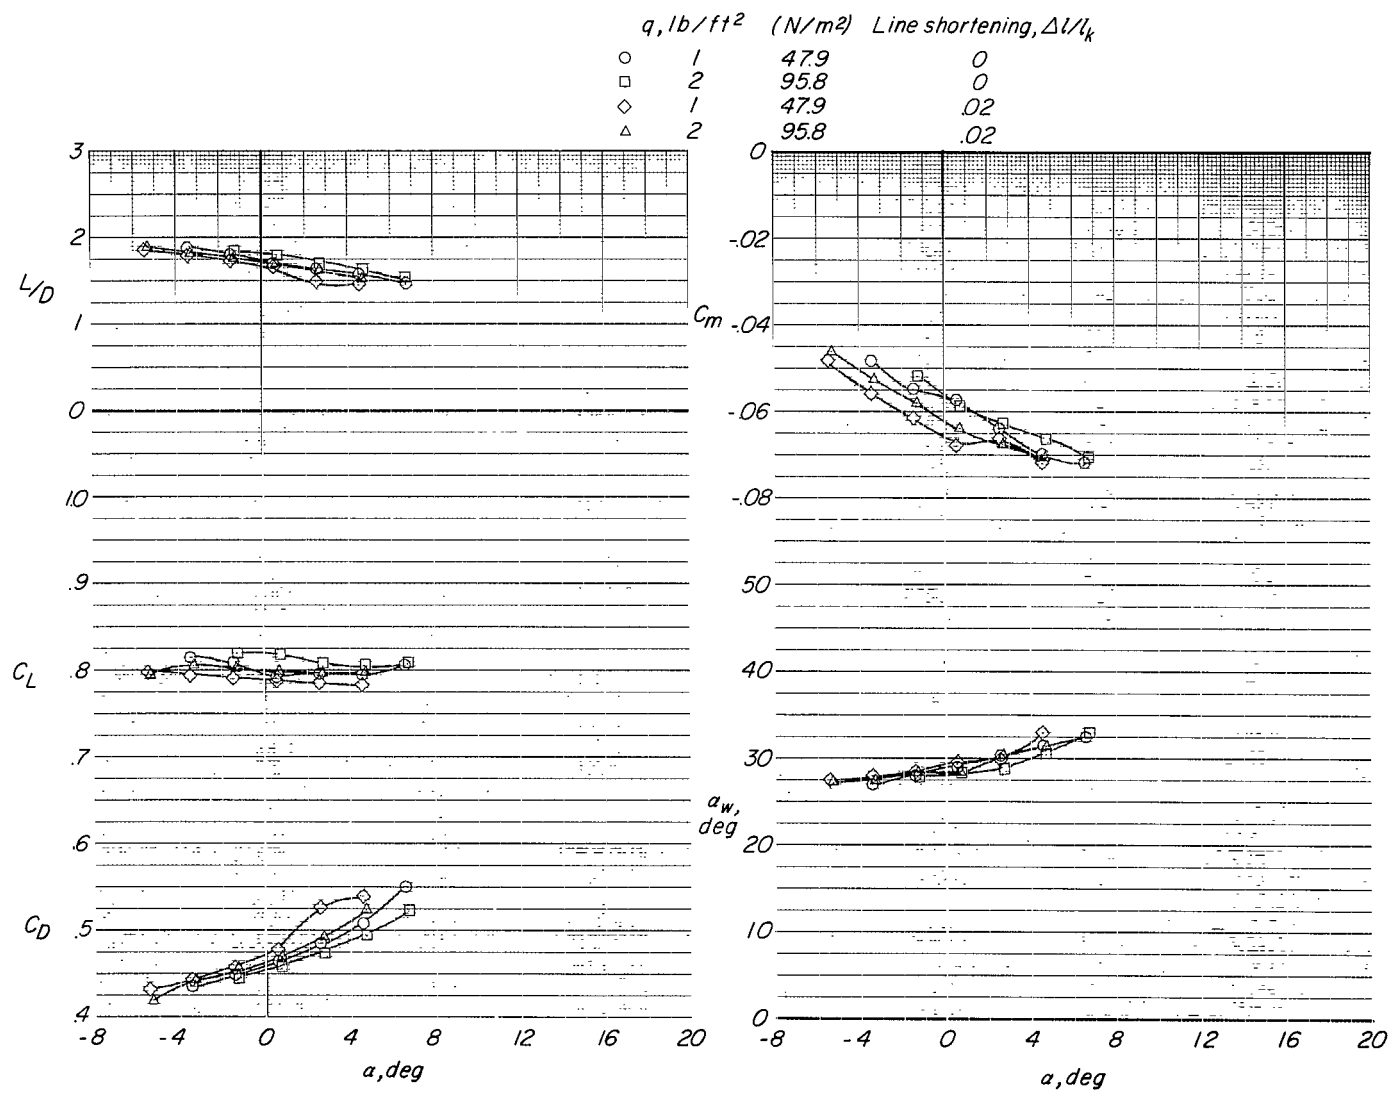 q, lb/ft² (N/m²) Line shortening, Δl/lₖ
○ 1 47.9 0
□ 2 95.8 0
◇ 1 47.9 .02
△ 2 95.8 .02
3
2
L/D
1
0
1.0
.9
C_L .8
.7
.6
C_D .5
.4
-8 -4 0 4 8 12 16 20
α, deg
0
-.02
C_m -.04
-.06
-.08
50
40
30
α_w, deg
20
10
0
-8 -4 0 4 8 12 16 20
α, deg